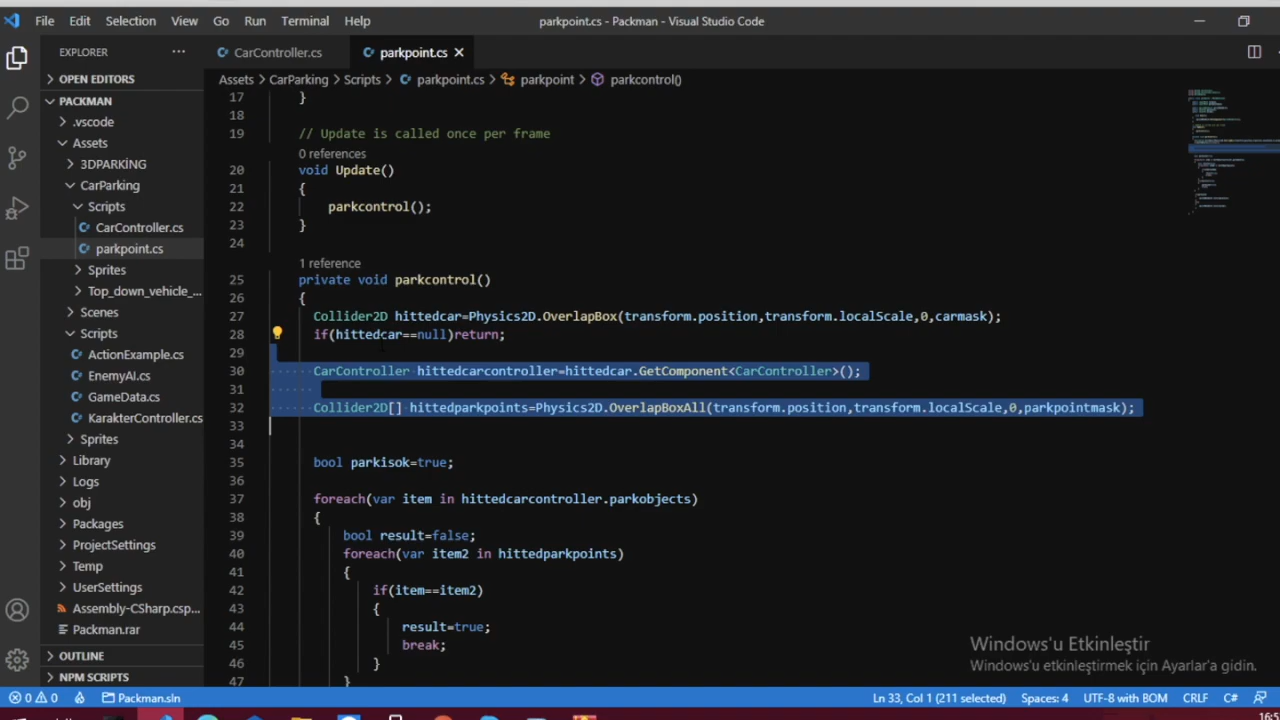 File Edit Selection View Go Run Terminal Help parkpoint.cs - Packman - Visual Studio Code
EXPLORER
CarController.cs parkpoint.cs
OPEN EDITORS
Assets > CarParking > Scripts > parkpoint.cs > parkpoint > parkcontrol()
PACKMAN
.vscode
Assets
3DPARKİNG
CarParking
Scripts
CarController.cs
parkpoint.cs
Sprites
Top_down_vehicle_...
Scenes
Scripts
ActionExample.cs
EnemyAI.cs
GameData.cs
KarakterController.cs
Sprites
Library
Logs
obj
Packages
ProjectSettings
Temp
UserSettings
Assembly-CSharp.csp...
Packman.rar
OUTLINE
NPM SCRIPTS
17 }
18
19 // Update is called once per frame
0 references
20 void Update()
21 {
22 parkcontrol();
23 }
24
1 reference
25 private void parkcontrol()
26 {
27 Collider2D hittedcar=Physics2D.OverlapBox(transform.position,transform.localScale,0,carmask);
28 if(hittedcar==null)return;
29
30 CarController hittedcarcontroller=hittedcar.GetComponent<CarController>();
31
32 Collider2D[] hittedparkpoints=Physics2D.OverlapBoxAll(transform.position,transform.localScale,0,parkpointmask);
33
34
35 bool parkisok=true;
36
37 foreach(var item in hittedcarcontroller.parkobjects)
38 {
39 bool result=false;
40 foreach(var item2 in hittedparkpoints)
41 {
42 if(item==item2)
43 {
44 result=true;
45 break;
46 }
47 }
Windows'u Etkinleştir
Windows'u etkinleştirmek için Ayarlar'a gidin.
0 0 Packman.sln Ln 33, Col 1 (211 selected) Spaces: 4 UTF-8 with BOM CRLF C#